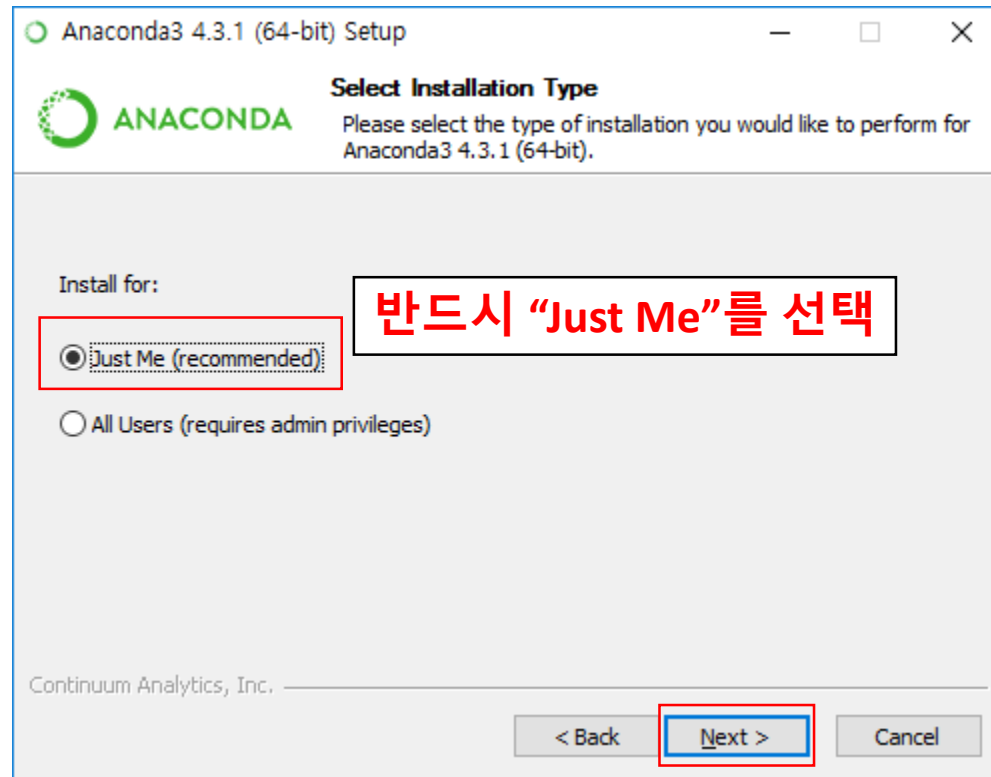 Anaconda3 4.3.1 (64-bit) Setup
ANACONDA
Select Installation Type
Please select the type of installation you would like to perform for
Anaconda3 4.3.1 (64-bit).
Install for:
반드시 “Just Me”를 선택
Just Me (recommended)
All Users (requires admin privileges)
Continuum Analytics, Inc.
< Back
Next >
Cancel